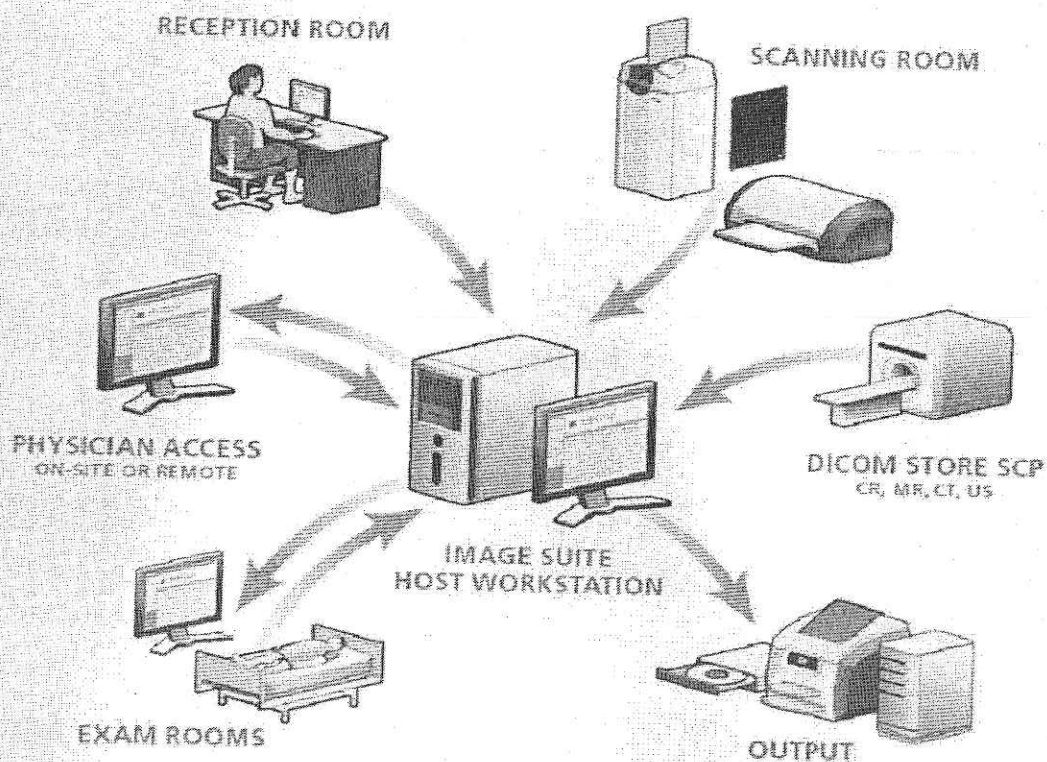 RECEPTION ROOM
SCANNING ROOM
PHYSICIAN ACCESS
ON-SITE OR REMOTE
DICOM STORE SCP
CR, MR, CT, US
IMAGE SUITE
HOST WORKSTATION
EXAM ROOMS
OUTPUT